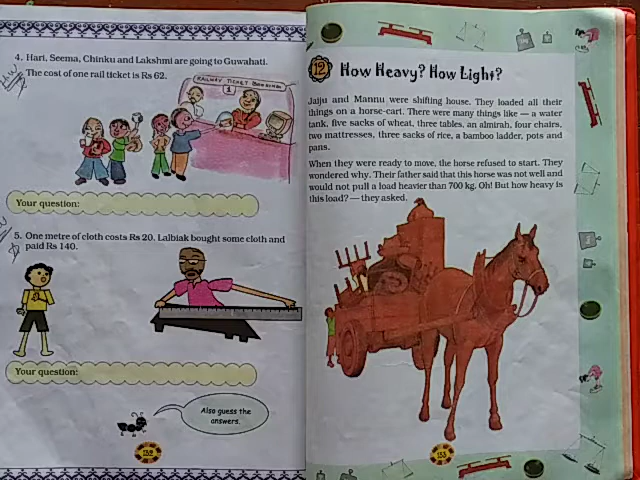 4. Hari, Seema, Chinku and Lakshmi are going to Guwahati.
The cost of one rail ticket is Rs 62.
RAILWAY TICKET BOOKING
1
Your question:
5. One metre of cloth costs Rs 20. Lalbiak bought some cloth and
paid Rs 140.
Your question:
Also guess the
answers.
132
12 How Heavy? How Light?
Jaiju and Mannu were shifting house. They loaded all their
things on a horse-cart. There were many things like — a water
tank, five sacks of wheat, three tables, an almirah, four chairs,
two mattresses, three sacks of rice, a bamboo ladder, pots and
pans.
When they were ready to move, the horse refused to start. They
wondered why. Their father said that this horse was not well and
would not pull a load heavier than 700 kg. Oh! But how heavy is
this load? — they asked.
133